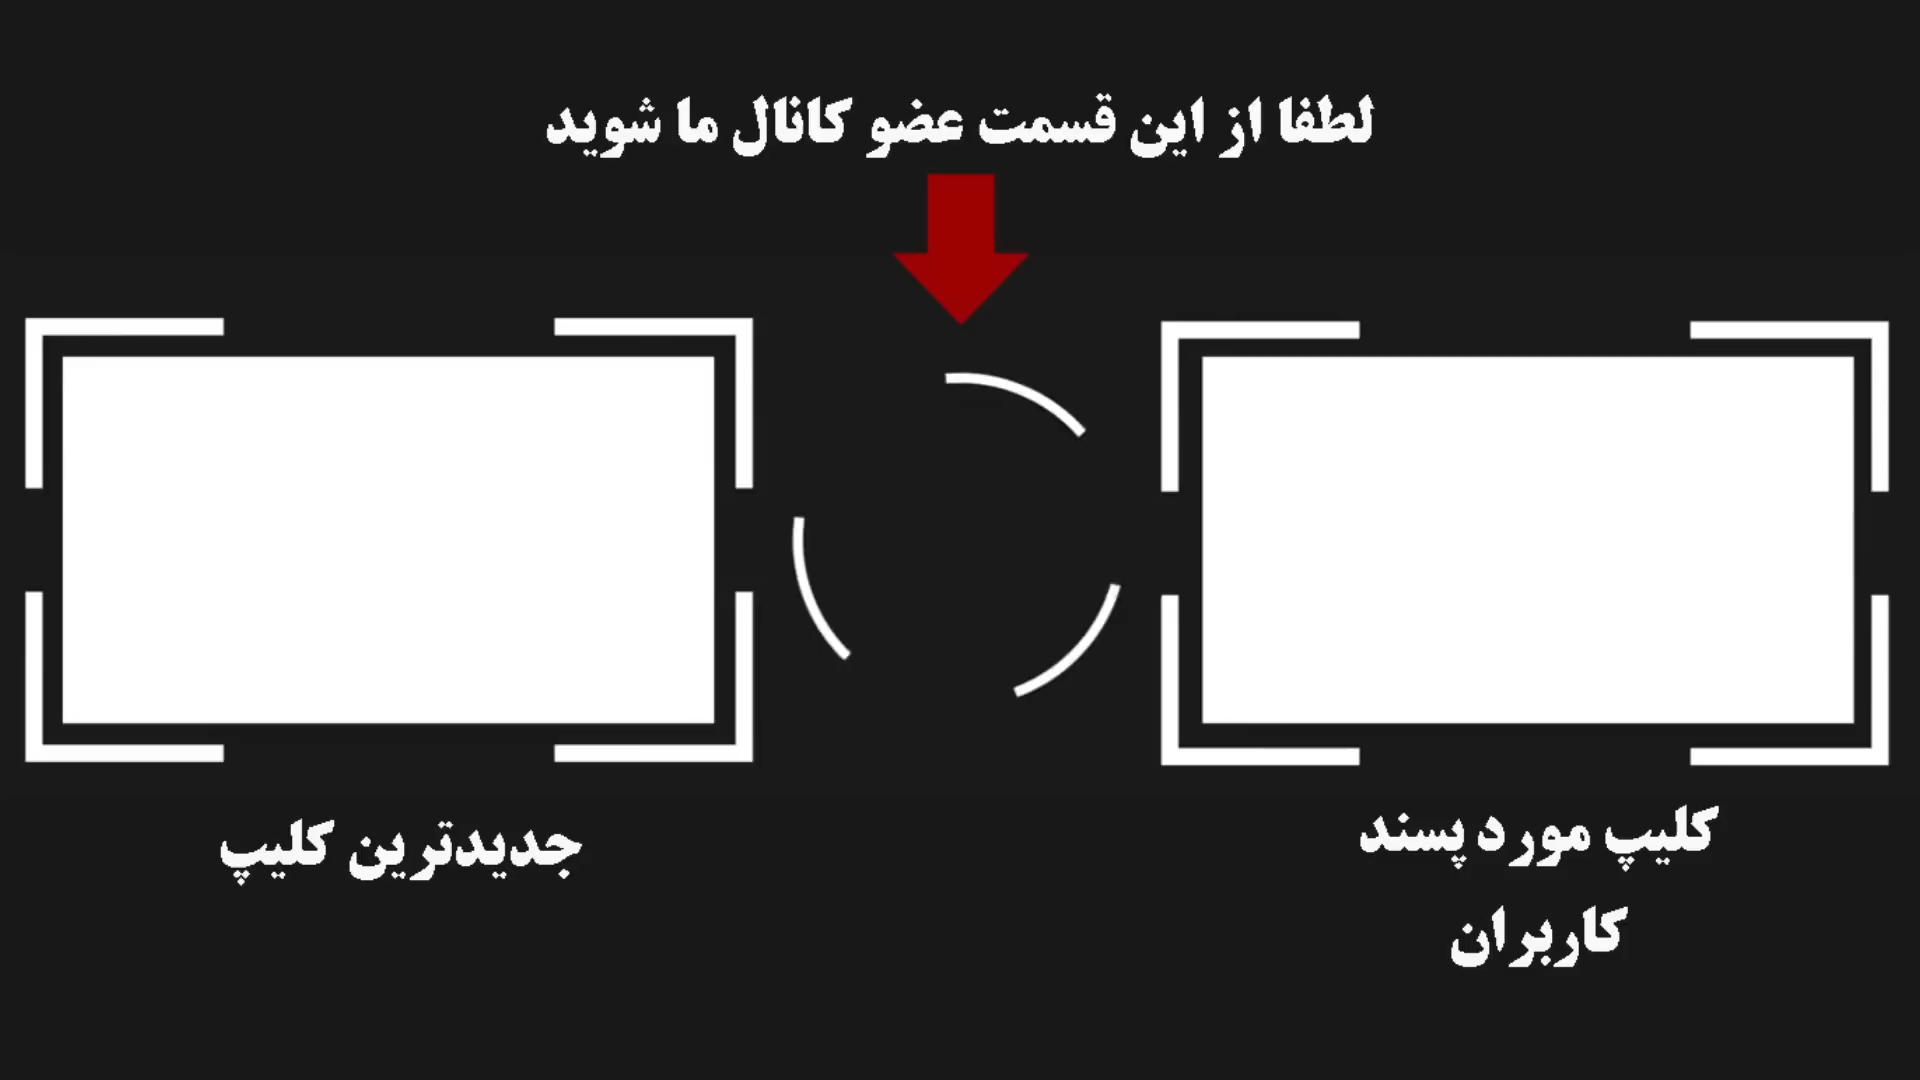 لطفا از این قسمت عضو کانال ما شوید
کلیپ مورد پسند
کاربران
جدیدترین کلیپ